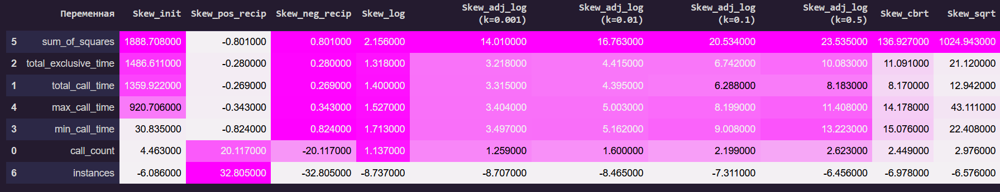 Переменная Skew_init Skew_pos_recip Skew_neg_recip Skew_log Skew_adj_log (k=0.001) Skew_adj_log (k=0.01) Skew_adj_log (k=0.1) Skew_adj_log (k=0.5) Skew_cbrt Skew_sqrt
5 sum_of_squares 1888.708000 -0.801000 0.801000 2.156000 14.010000 16.763000 20.534000 23.535000 136.927000 1024.943000
2 total_exclusive_time 1486.611000 -0.280000 0.280000 1.318000 3.218000 4.415000 6.742000 10.083000 11.091000 21.120000
1 total_call_time 1359.922000 -0.269000 0.269000 1.400000 3.315000 4.395000 6.288000 8.183000 8.170000 12.942000
4 max_call_time 920.706000 -0.343000 0.343000 1.527000 3.404000 5.003000 8.199000 11.408000 14.178000 43.111000
3 min_call_time 30.835000 -0.824000 0.824000 1.713000 3.497000 5.162000 9.008000 13.223000 15.076000 22.408000
0 call_count 4.463000 20.117000 -20.117000 1.137000 1.259000 1.600000 2.199000 2.623000 2.449000 2.976000
6 instances -6.086000 32.805000 -32.805000 -8.737000 -8.707000 -8.465000 -7.311000 -6.456000 -6.978000 -6.576000